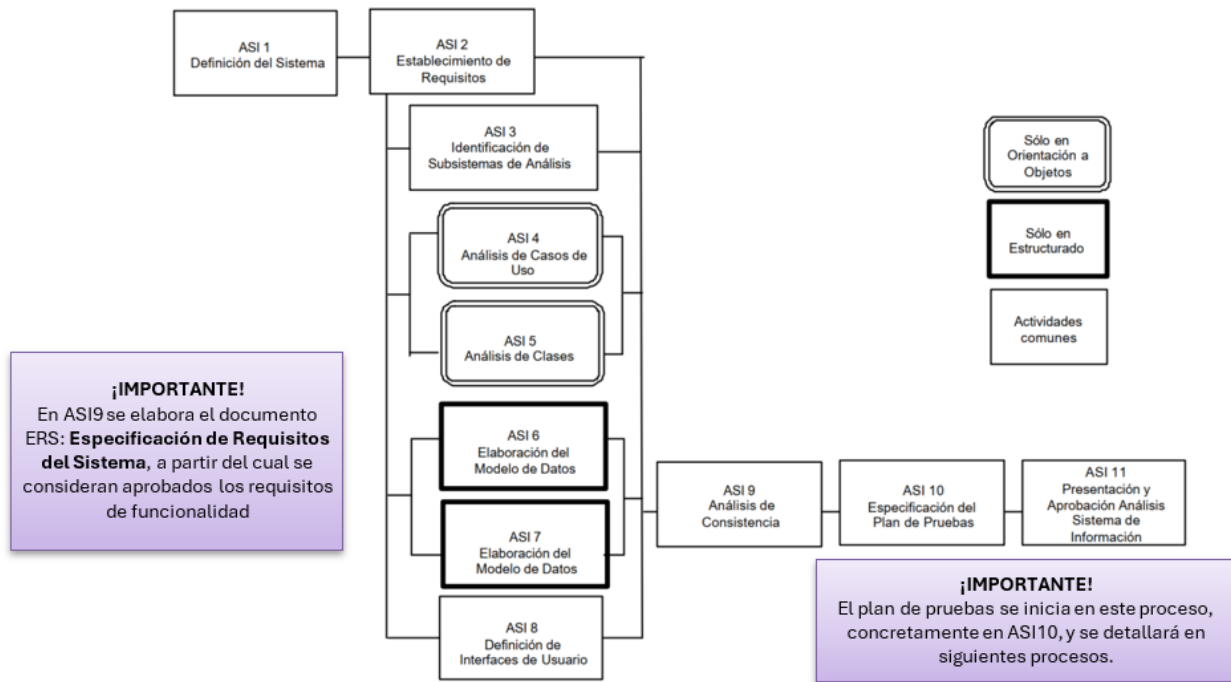 ASI 1
Definición del Sistema
ASI 2
Establecimiento de
Requisitos
ASI 3
Identificación de
Subsistemas de Análisis
ASI 4
Análisis de Casos de
Uso
ASI 5
Análisis de Clases
ASI 6
Elaboración del
Modelo de Datos
ASI 7
Elaboración del
Modelo de Datos
ASI 8
Definición de
Interfaces de Usuario
ASI 9
Análisis de
Consistencia
ASI 10
Especificación del
Plan de Pruebas
ASI 11
Presentación y
Aprobación Análisis
Sistema de
Información
Sólo en
Orientación a
Objetos
Sólo en
Estructurado
Actividades
comunes
¡IMPORTANTE!
En ASI9 se elabora el documento
ERS: Especificación de Requisitos
del Sistema, a partir del cual se
consideran aprobados los requisitos
de funcionalidad
¡IMPORTANTE!
El plan de pruebas se inicia en este proceso,
concretamente en ASI10, y se detallará en
siguientes procesos.